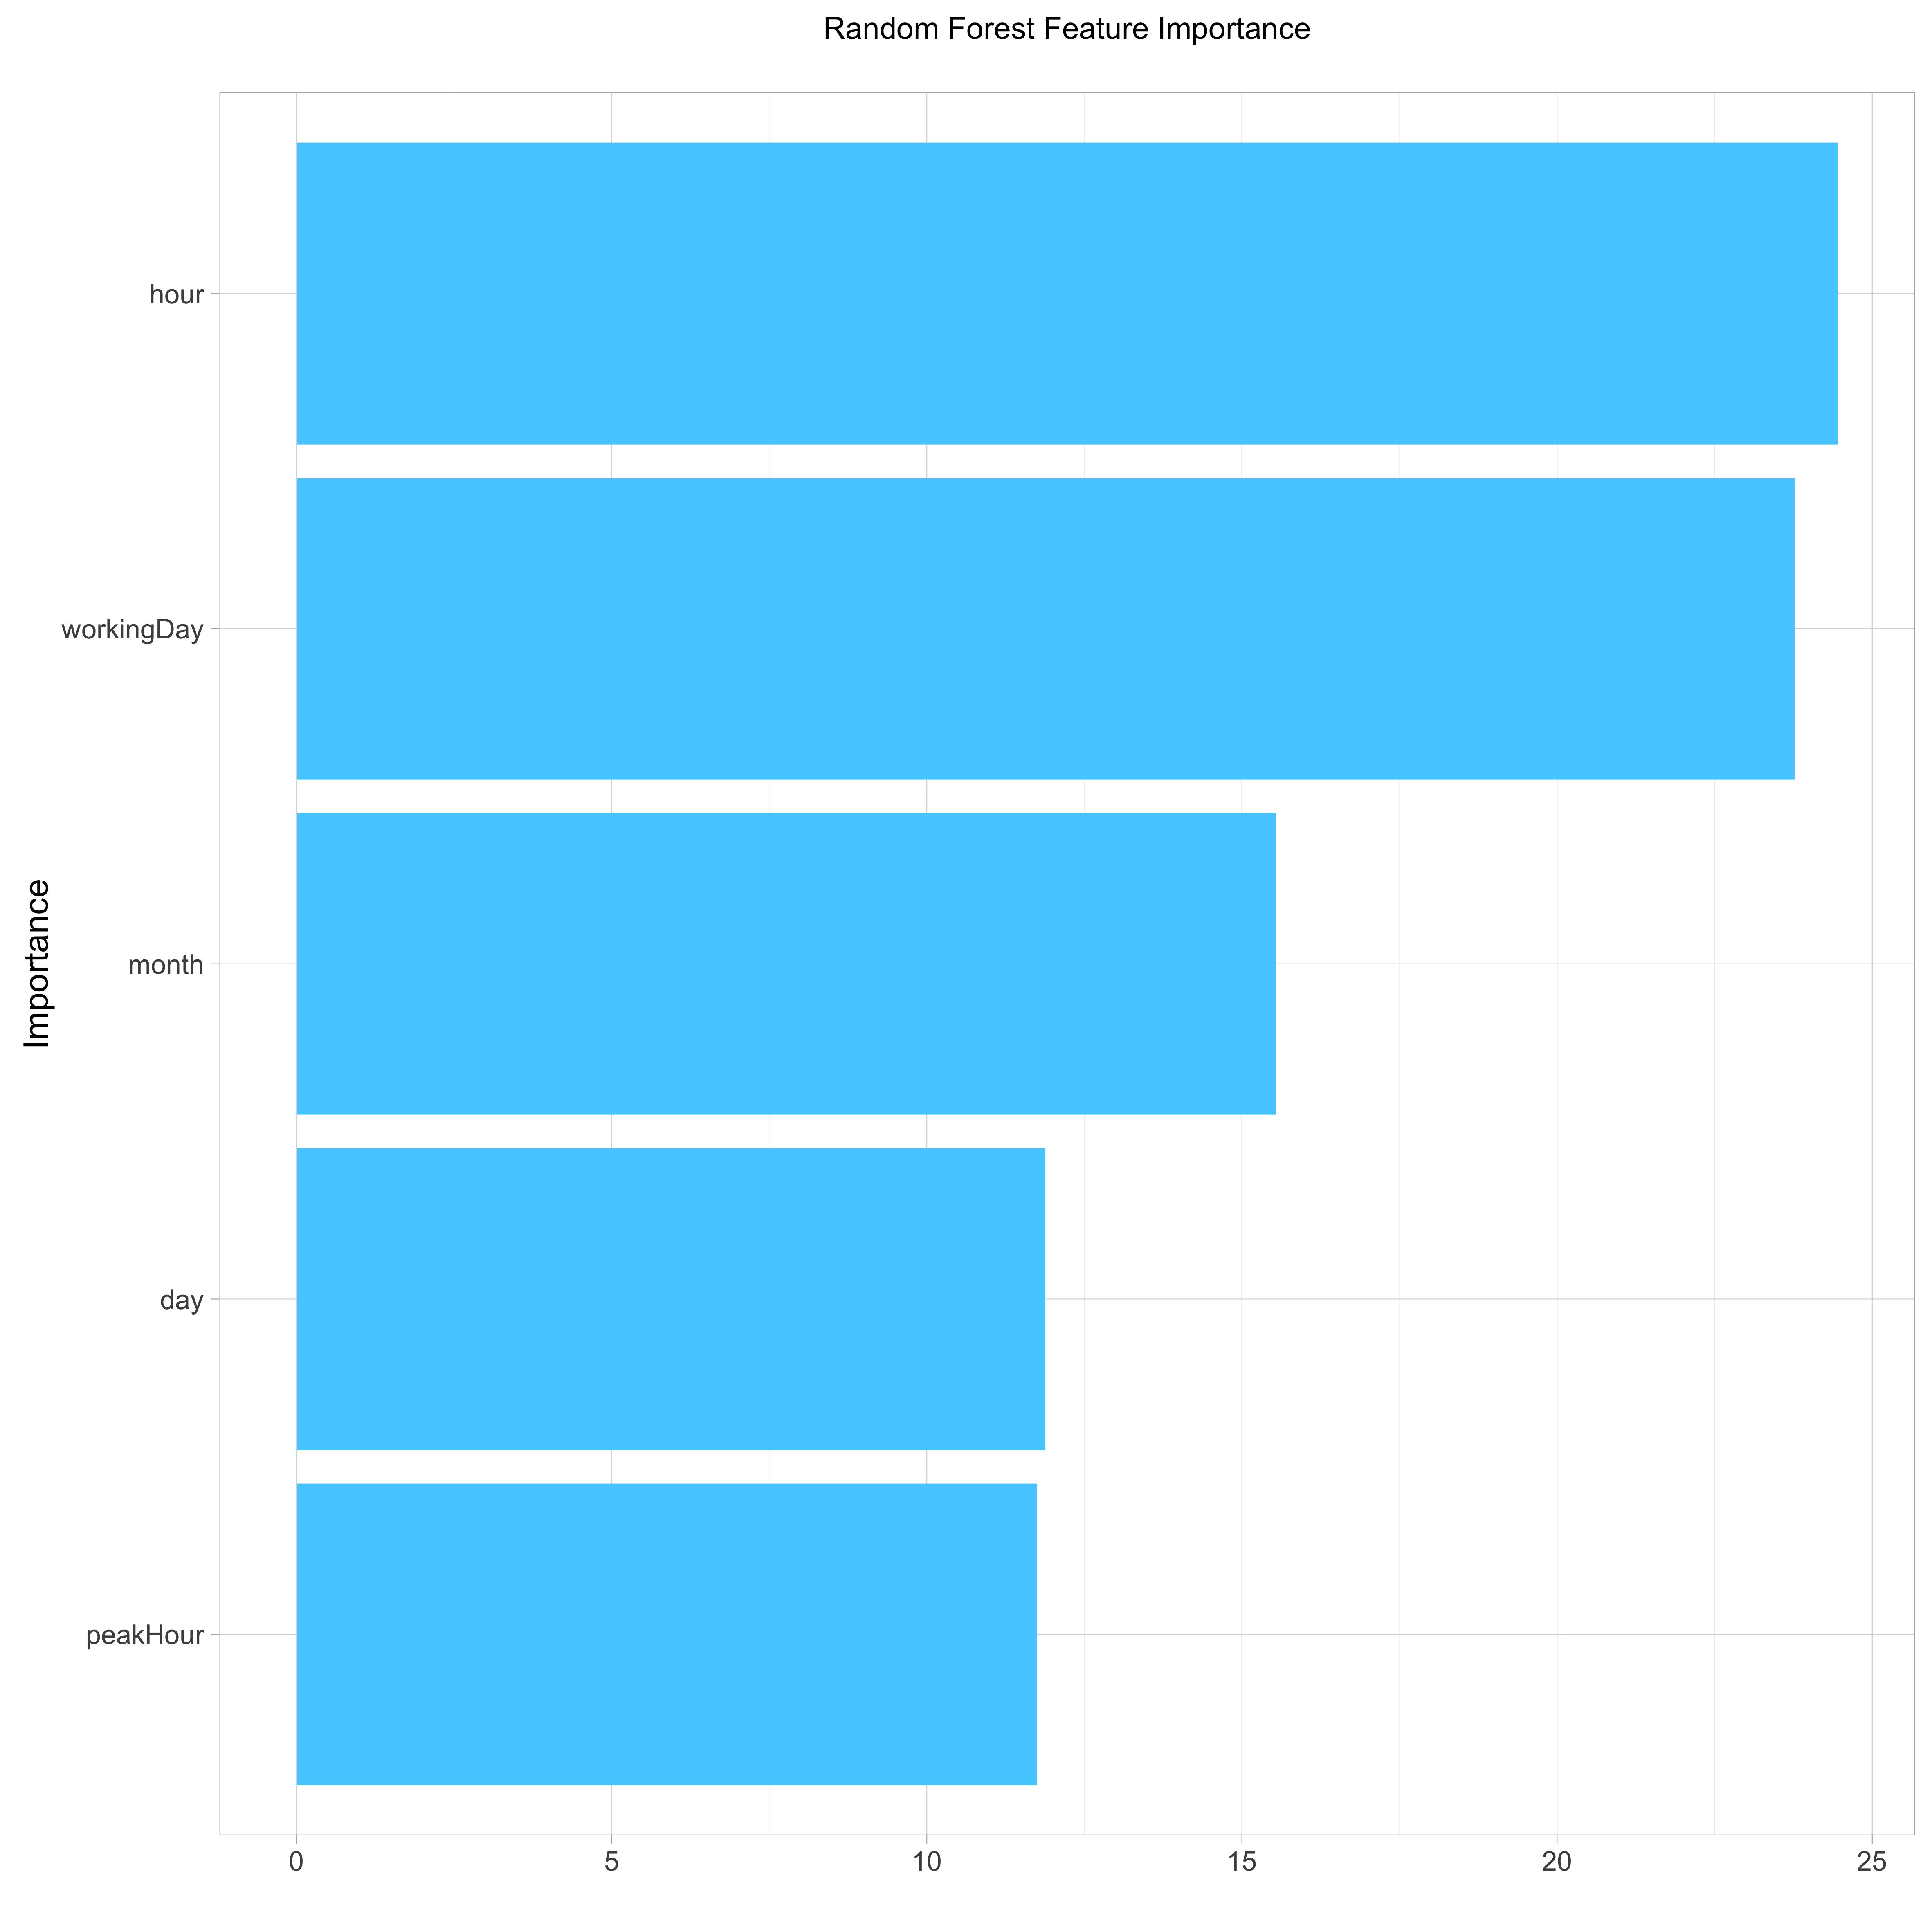 Random Forest Feature Importance
hour
workingDay
month
day
peakHour
Importance
0 5 10 15 20 25